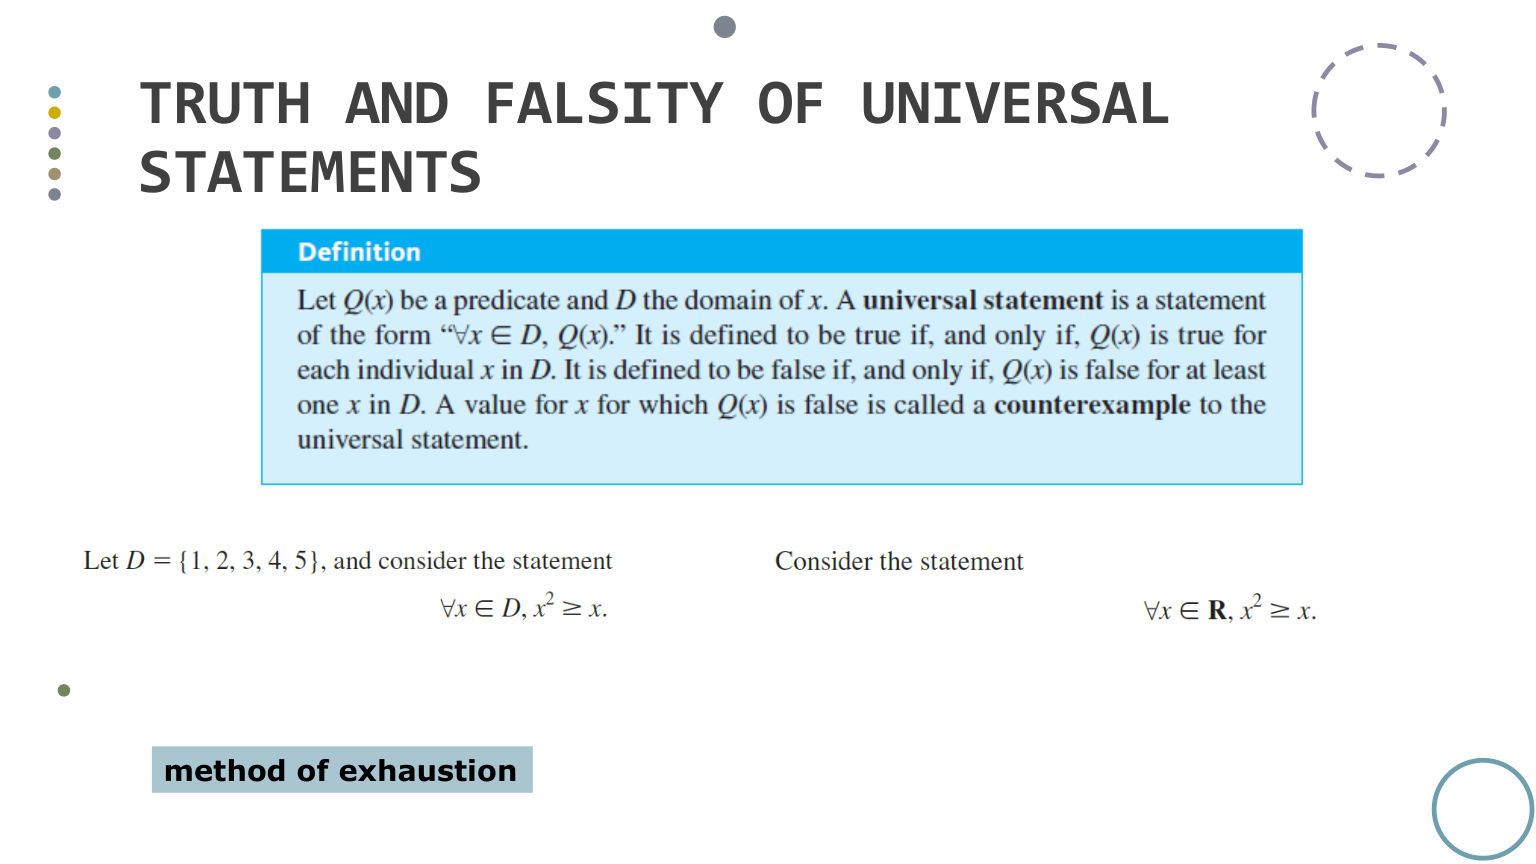 TRUTH AND FALSITY OF UNIVERSAL
STATEMENTS
Definition
Let Q(x) be a predicate and D the domain of x. A universal statement is a statement
of the form “∀x ∈ D, Q(x).” It is defined to be true if, and only if, Q(x) is true for
each individual x in D. It is defined to be false if, and only if, Q(x) is false for at least
one x in D. A value for x for which Q(x) is false is called a counterexample to the
universal statement.
Let D = {1, 2, 3, 4, 5}, and consider the statement
∀x ∈ D, x² ≥ x.
Consider the statement
∀x ∈ R, x² ≥ x.
method of exhaustion